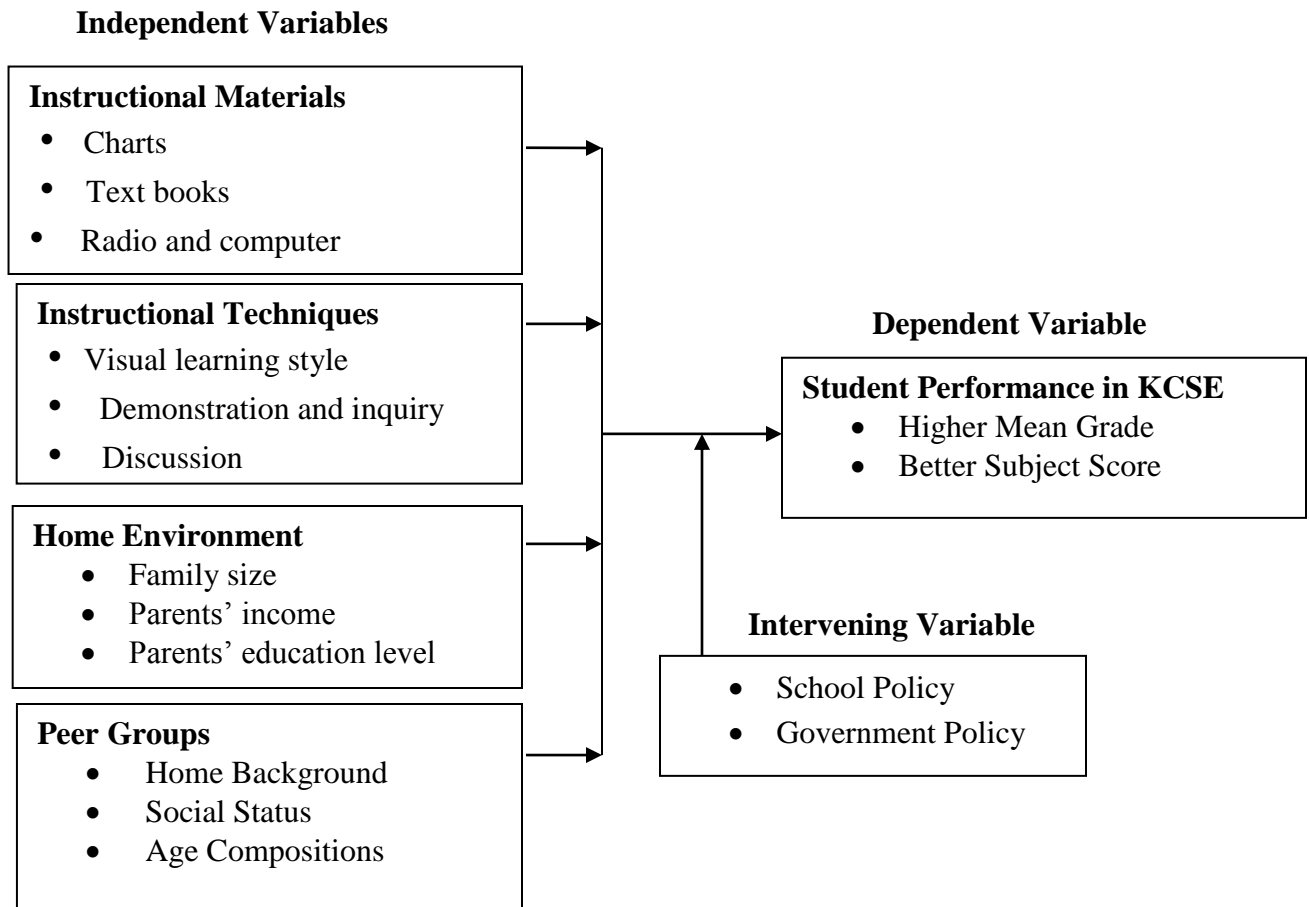 Independent Variables
Instructional Materials
• Charts
• Text books
• Radio and computer
Instructional Techniques
• Visual learning style
• Demonstration and inquiry
• Discussion
Home Environment
• Family size
• Parents’ income
• Parents’ education level
Peer Groups
• Home Background
• Social Status
• Age Compositions
Dependent Variable
Student Performance in KCSE
• Higher Mean Grade
• Better Subject Score
Intervening Variable
• School Policy
• Government Policy